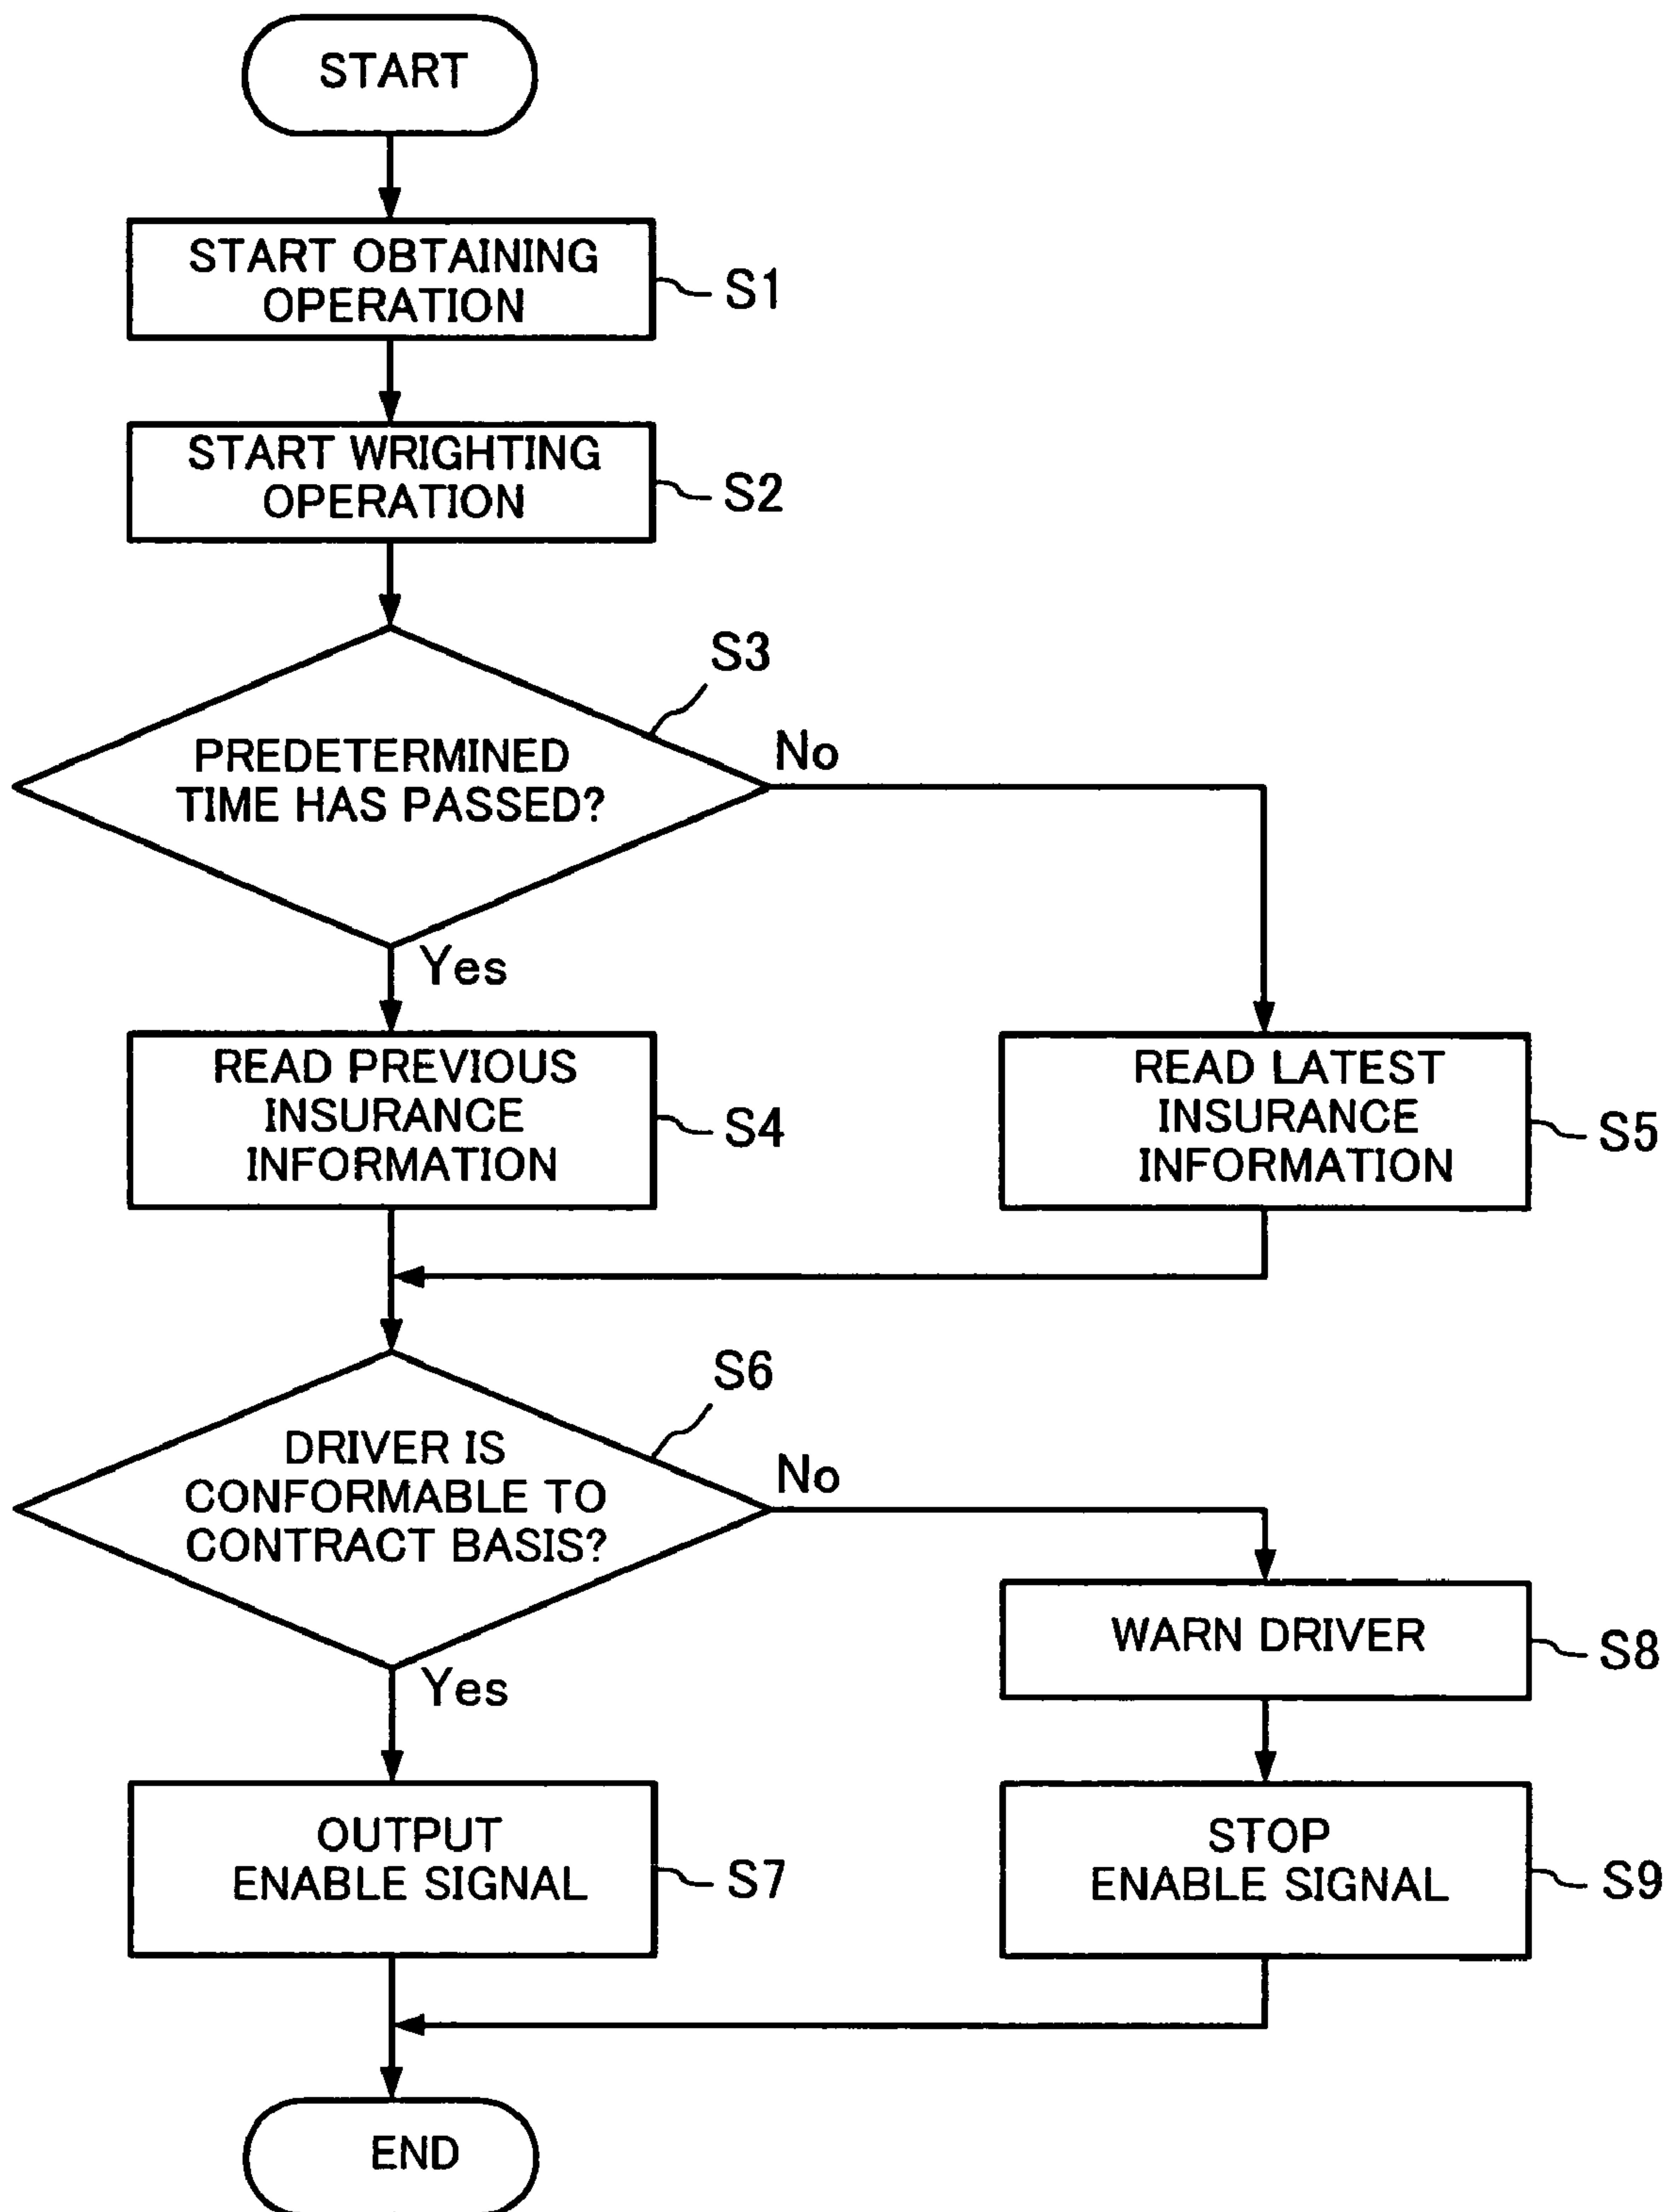 START
START OBTAINING
OPERATION
S1
START WRIGHTING
OPERATION
S2
S3
PREDETERMINED
TIME HAS PASSED?
No
Yes
READ PREVIOUS
INSURANCE
INFORMATION
S4
READ LATEST
INSURANCE
INFORMATION
S5
S6
DRIVER IS
CONFORMABLE TO
CONTRACT BASIS?
No
Yes
WARN DRIVER
S8
OUTPUT
ENABLE SIGNAL
S7
STOP
ENABLE SIGNAL
S9
END